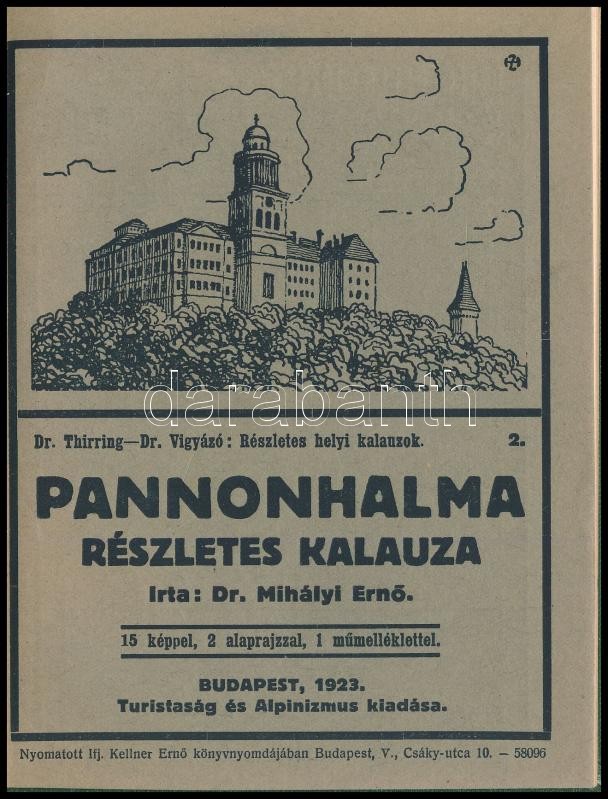 darabanth
Dr. Thirring—Dr. Vigyázó: Részletes helyi kalauzok. 2.
PANNONHALMA
RÉSZLETES KALAUZA
Irta: Dr. Mihályi Ernő.
15 képpel, 2 alaprajzzal, 1 műmelléklettel.
BUDAPEST, 1923.
Turistaság és Alpinizmus kiadása.
Nyomatott Ifj. Kellner Ernő könyvnyomdájában Budapest, V., Csáky-utca 10. — 58096